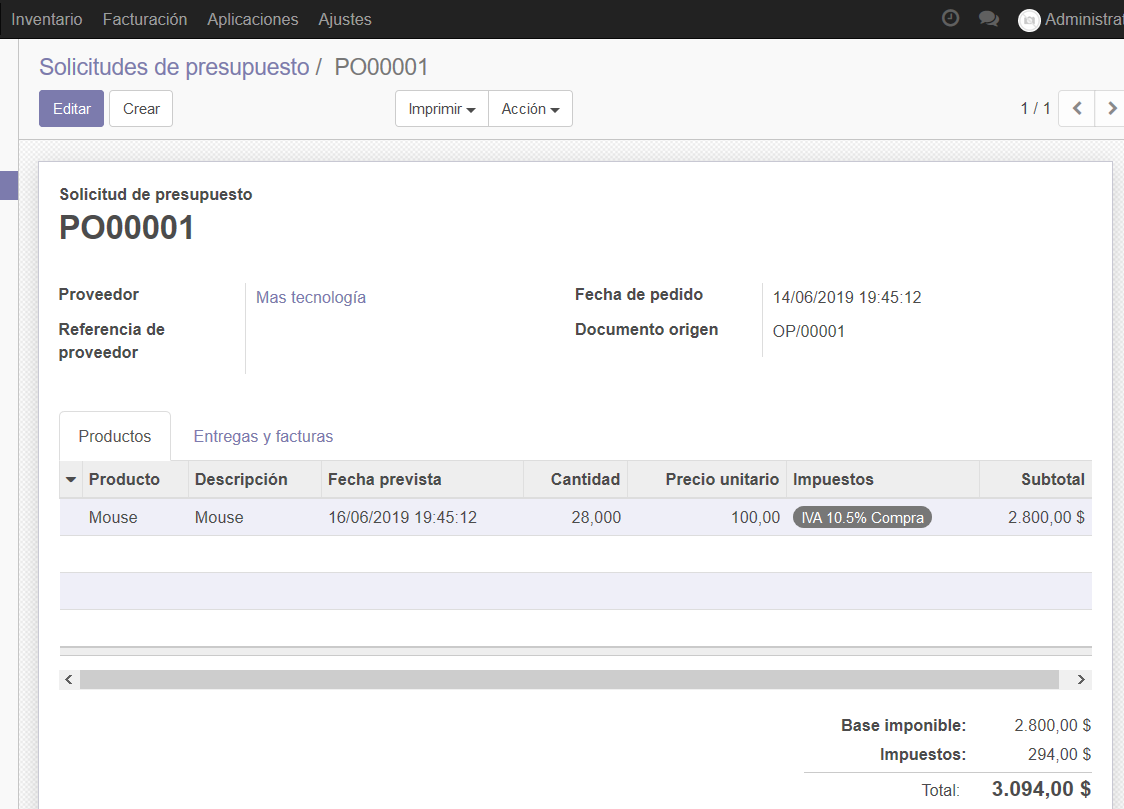 Inventario Facturación Aplicaciones Ajustes
Solicitudes de presupuesto / PO00001
Editar Crear Imprimir Acción 1 / 1
Solicitud de presupuesto
PO00001
Proveedor Mas tecnología Fecha de pedido 14/06/2019 19:45:12
Referencia de proveedor Documento origen OP/00001
Productos Entregas y facturas
Producto Descripción Fecha prevista Cantidad Precio unitario Impuestos Subtotal
Mouse Mouse 16/06/2019 19:45:12 28,000 100,00 IVA 10.5% Compra 2.800,00 $
Base imponible: 2.800,00 $
Impuestos: 294,00 $
Total: 3.094,00 $